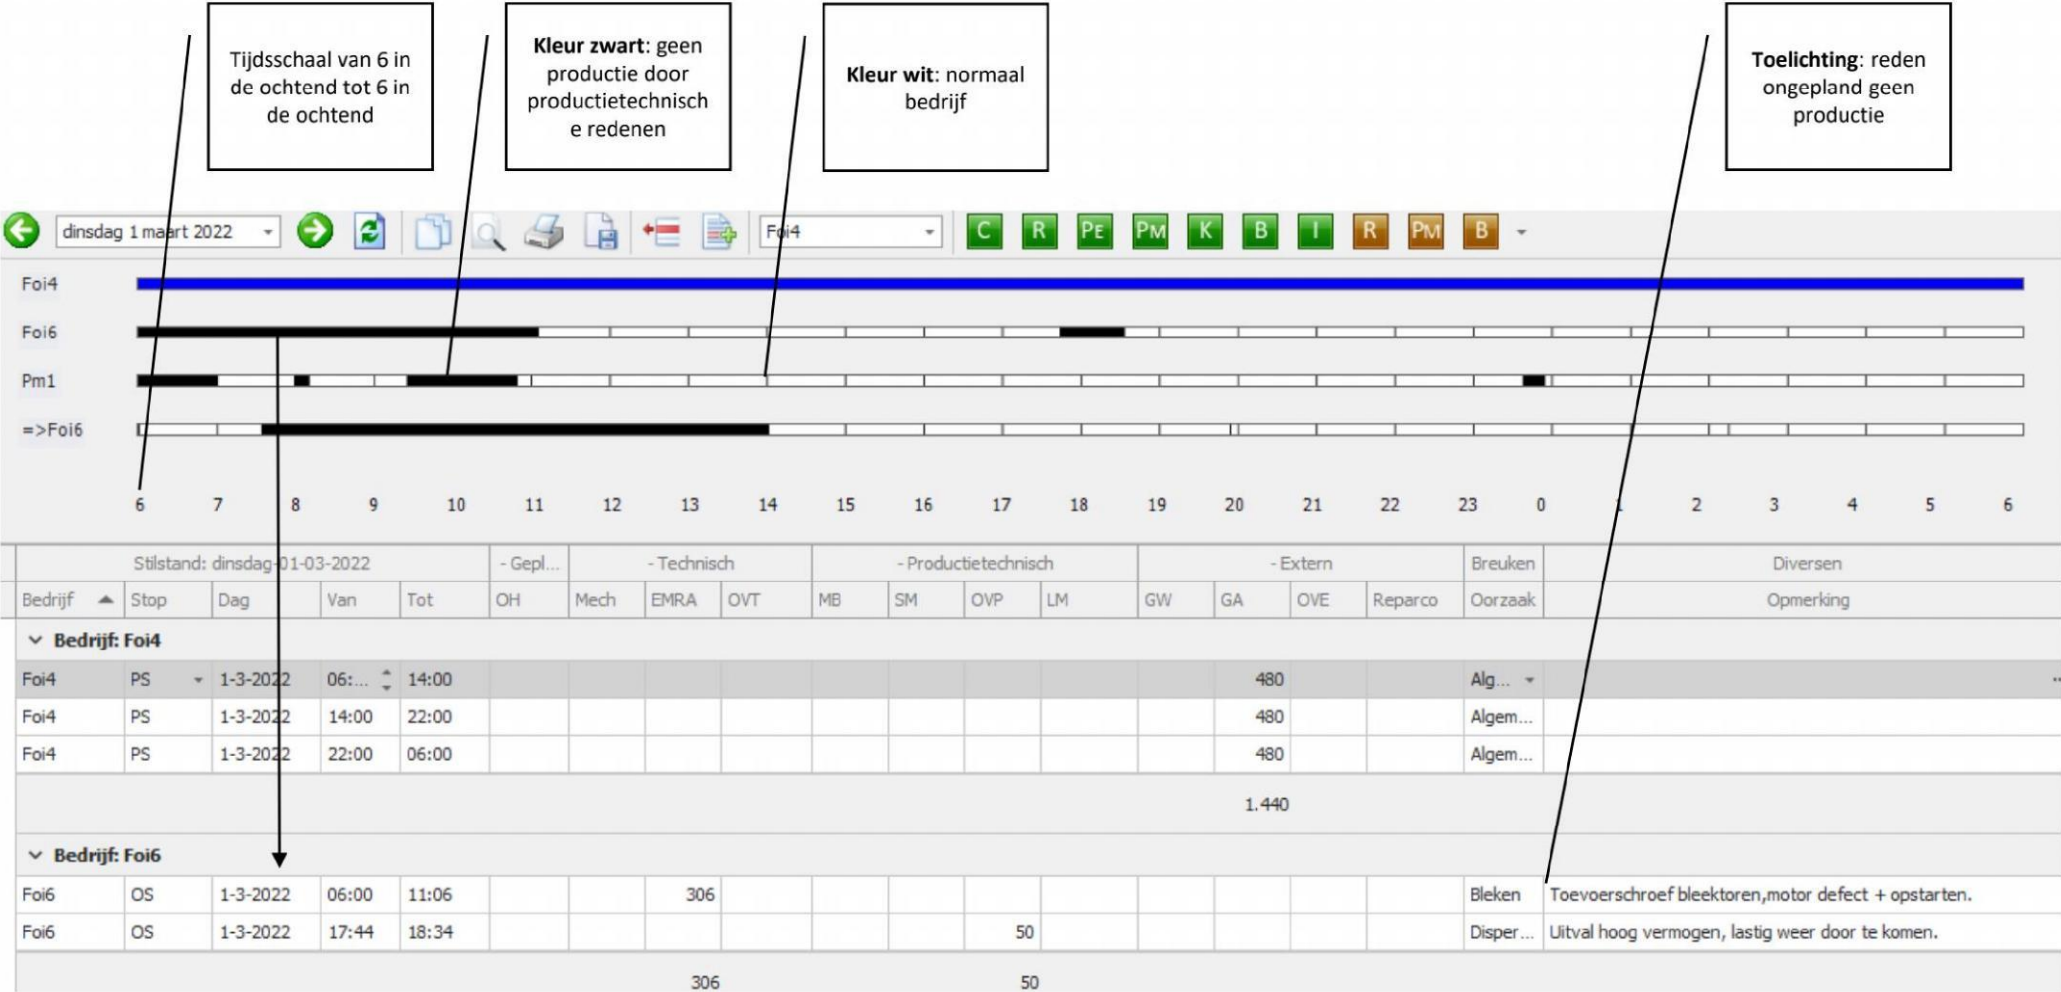 Tijdsschaal van 6 in
de ochtend tot 6 in
de ochtend
Kleur zwart: geen
productie door
productietechnisch
e redenen
Kleur wit: normaal
bedrijf
Toelichting: reden
ongepland geen
productie
dinsdag 1 maart 2022 Foi4 C R PE PM K B I R PM B
Foi4
Foi6
Pm1
=>Foi6
6 7 8 9 10 11 12 13 14 15 16 17 18 19 20 21 22 23 0 1 2 3 4 5 6
Stilstand: dinsdag-01-03-2022 - Gepl... - Technisch - Productietechnisch - Extern Breuken Diversen
Bedrijf Stop Dag Van Tot OH Mech EMRA OVT MB SM OVP LM GW GA OVE Reparco Oorzaak Opmerking
Bedrijf: Foi4
Foi4 PS 1-3-2022 06:... 14:00 480 Alg... ...
Foi4 PS 1-3-2022 14:00 22:00 480 Algem...
Foi4 PS 1-3-2022 22:00 06:00 480 Algem...
1.440
Bedrijf: Foi6
Foi6 OS 1-3-2022 06:00 11:06 306 Bleken Toevoerschroef bleektoren,motor defect + opstarten.
Foi6 OS 1-3-2022 17:44 18:34 50 Disper... Uitval hoog vermogen, lastig weer door te komen.
306 50